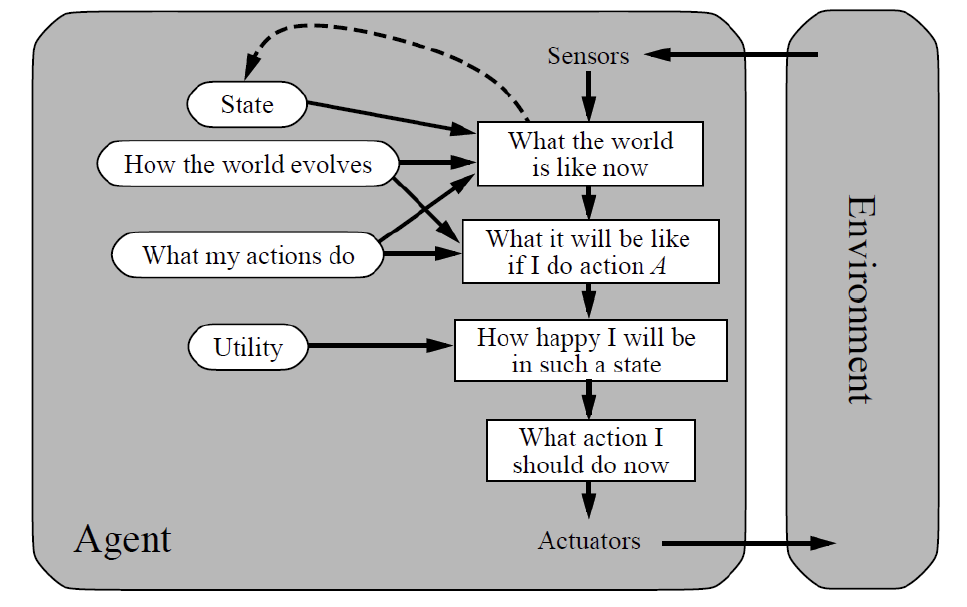 Sensors
State
What the world
is like now
How the world evolves
What my actions do
What it will be like
if I do action A
Utility
How happy I will be
in such a state
What action I
should do now
Agent
Actuators
Environment